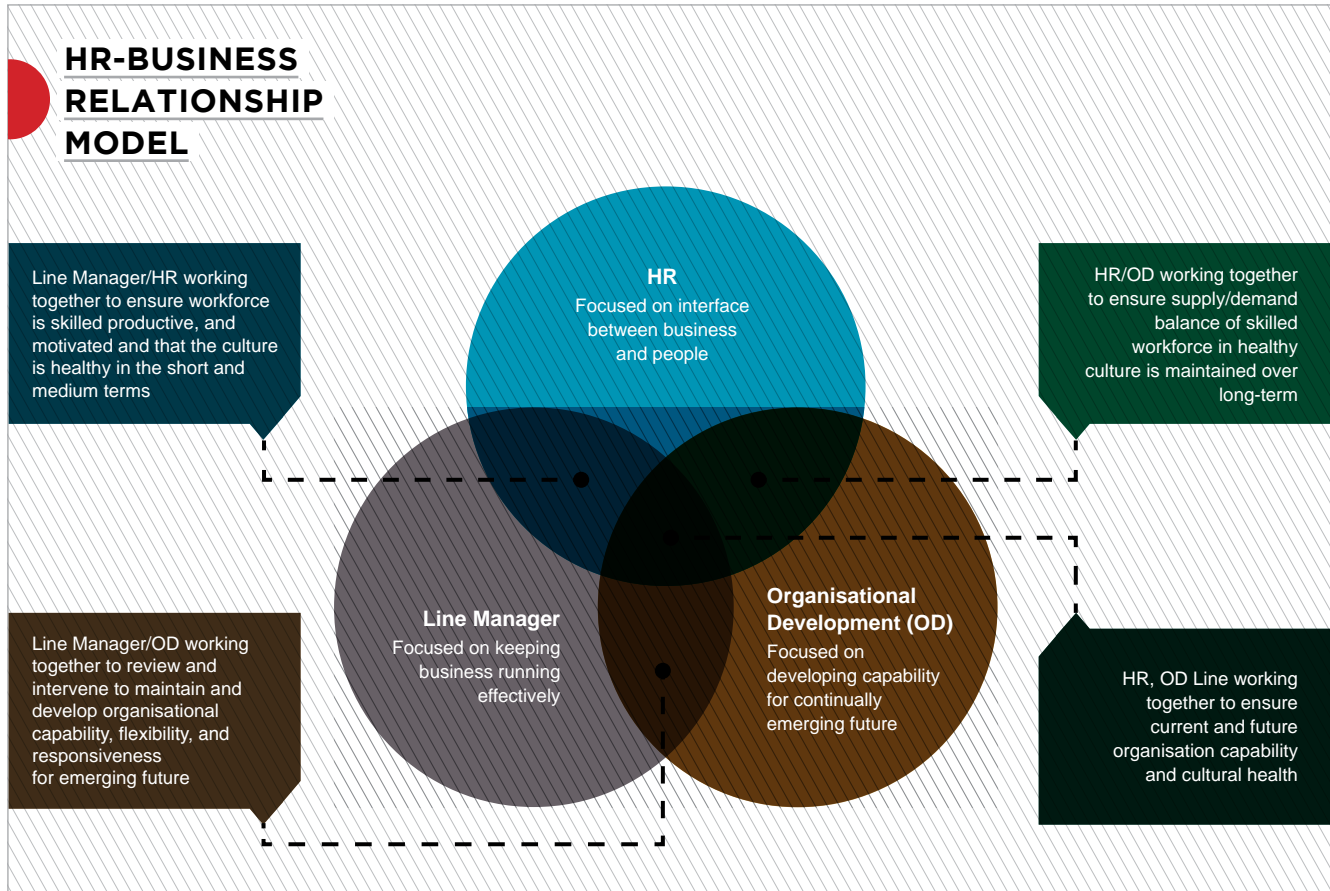 HR-BUSINESS
RELATIONSHIP
MODEL
Line Manager/HR working
together to ensure workforce
is skilled productive, and
motivated and that the culture
is healthy in the short and
medium terms
HR
Focused on interface
between business
and people
HR/OD working together
to ensure supply/demand
balance of skilled
workforce in healthy
culture is maintained over
long-term
Line Manager
Focused on keeping
business running
effectively
Organisational
Development (OD)
Focused on
developing capability
for continually
emerging future
Line Manager/OD working
together to review and
intervene to maintain and
develop organisational
capability, flexibility, and
responsiveness
for emerging future
HR, OD Line working
together to ensure
current and future
organisation capability
and cultural health